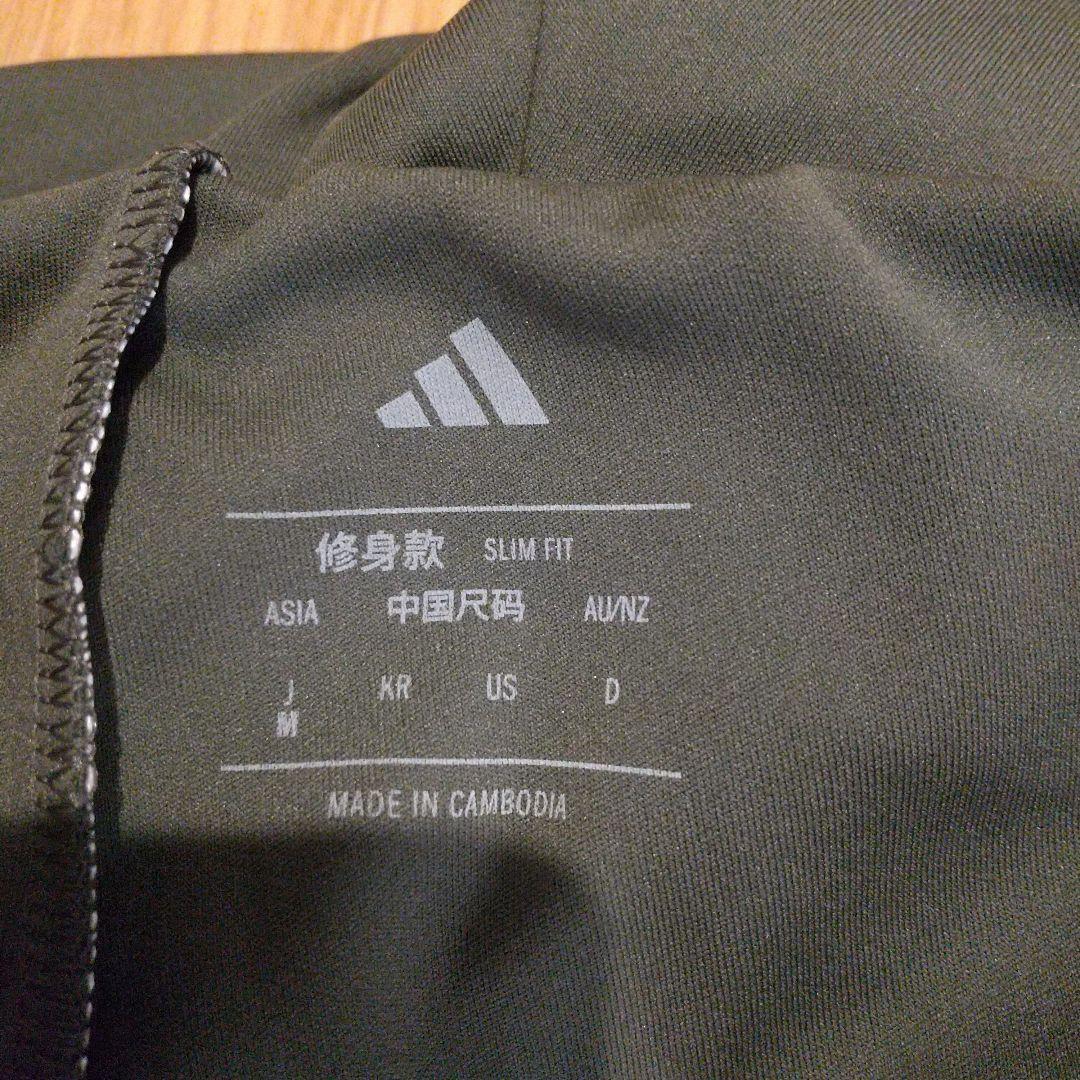 修身款 SLIM FIT
ASIA 中国尺码 AU/NZ
J KR US D
M
MADE IN CAMBODIA